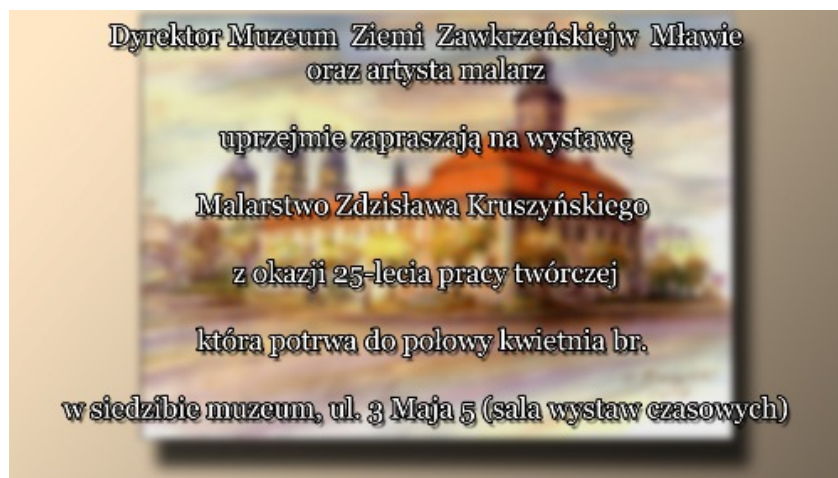 Dyrektor Muzeum Ziemi Zawkrzeńskiejw Mławie
oraz artysta malarz
uprzejmie zapraszają na wystawę
Malarstwo Zdzisława Kruszyńskiego
z okazji 25-lecia pracy twórczej
która potrwa do połowy kwietnia br.
w siedzibie muzeum, ul. 3 Maja 5 (sala wystaw czasowych)